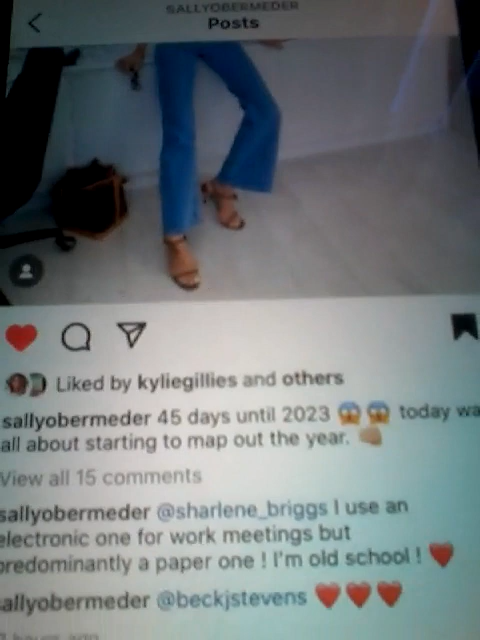 SALLYOBERMEDER
Posts
Liked by kyliegillies and others
sallyobermeder 45 days until 2023 😱😱 today wa
all about starting to map out the year. 👊🏼
View all 15 comments
sallyobermeder @sharlene_briggs I use an
electronic one for work meetings but
predominantly a paper one ! I'm old school ! ❤️
sallyobermeder @beckjstevens ❤️❤️❤️
hours ago